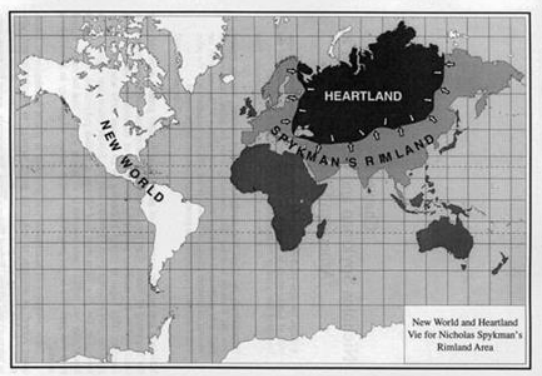 HEARTLAND
NEW WORLD
SPYKMAN'S RIMLAND
New World and Heartland
Vie for Nicholas Spykman's
Rimland Area